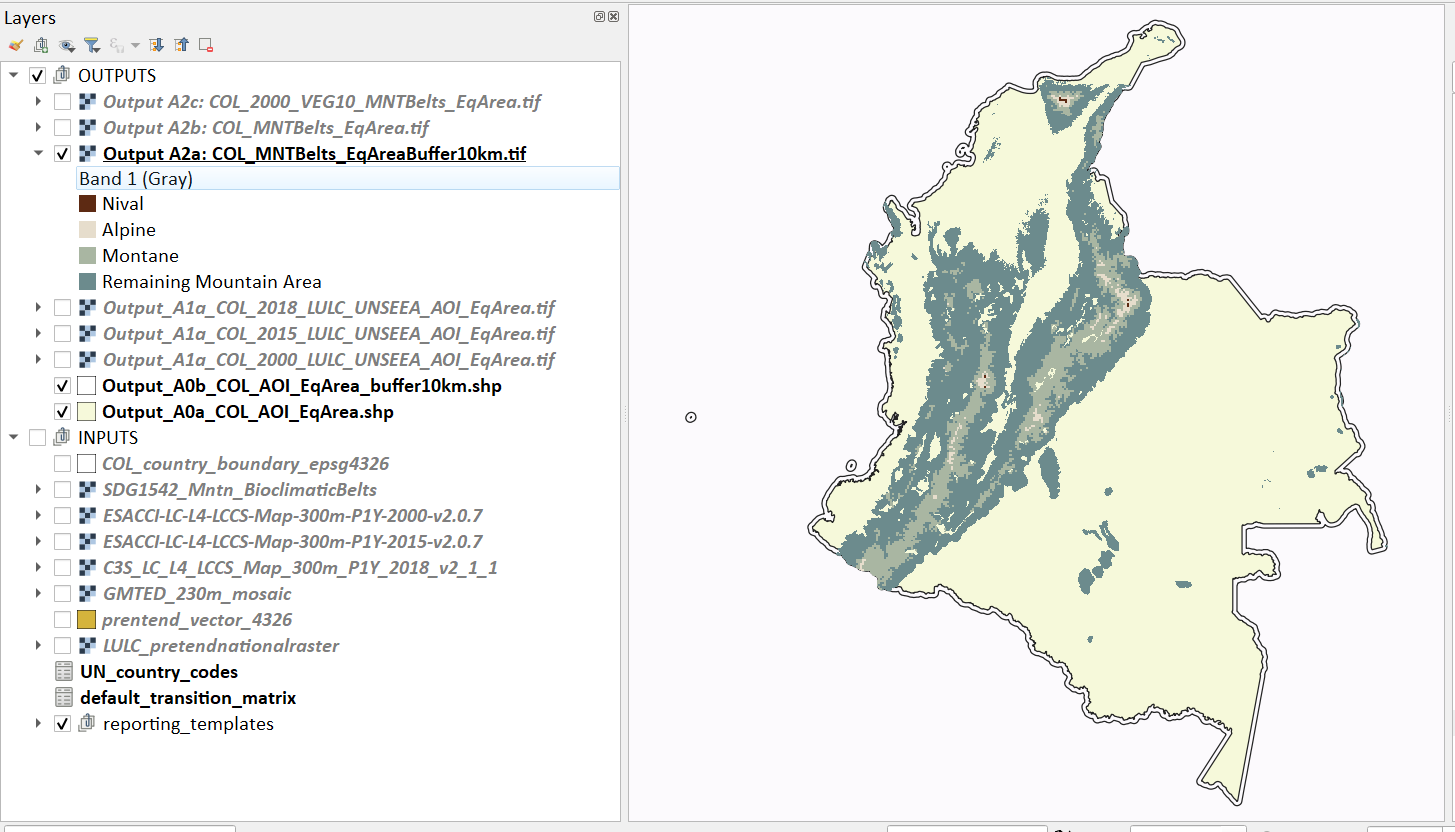 Layers
OUTPUTS
Output A2c: COL_2000_VEG10_MNTBelts_EqArea.tif
Output A2b: COL_MNTBelts_EqArea.tif
Output A2a: COL_MNTBelts_EqAreaBuffer10km.tif
Band 1 (Gray)
Nival
Alpine
Montane
Remaining Mountain Area
Output_A1a_COL_2018_LULC_UNSEEA_AOI_EqArea.tif
Output_A1a_COL_2015_LULC_UNSEEA_AOI_EqArea.tif
Output_A1a_COL_2000_LULC_UNSEEA_AOI_EqArea.tif
Output_A0b_COL_AOI_EqArea_buffer10km.shp
Output_A0a_COL_AOI_EqArea.shp
INPUTS
COL_country_boundary_epsg4326
SDG1542_Mntn_BioclimaticBelts
ESACCI-LC-L4-LCCS-Map-300m-P1Y-2000-v2.0.7
ESACCI-LC-L4-LCCS-Map-300m-P1Y-2015-v2.0.7
C3S_LC_L4_LCCS_Map_300m_P1Y_2018_v2_1_1
GMTED_230m_mosaic
prentend_vector_4326
LULC_pretendnationalraster
UN_country_codes
default_transition_matrix
reporting_templates